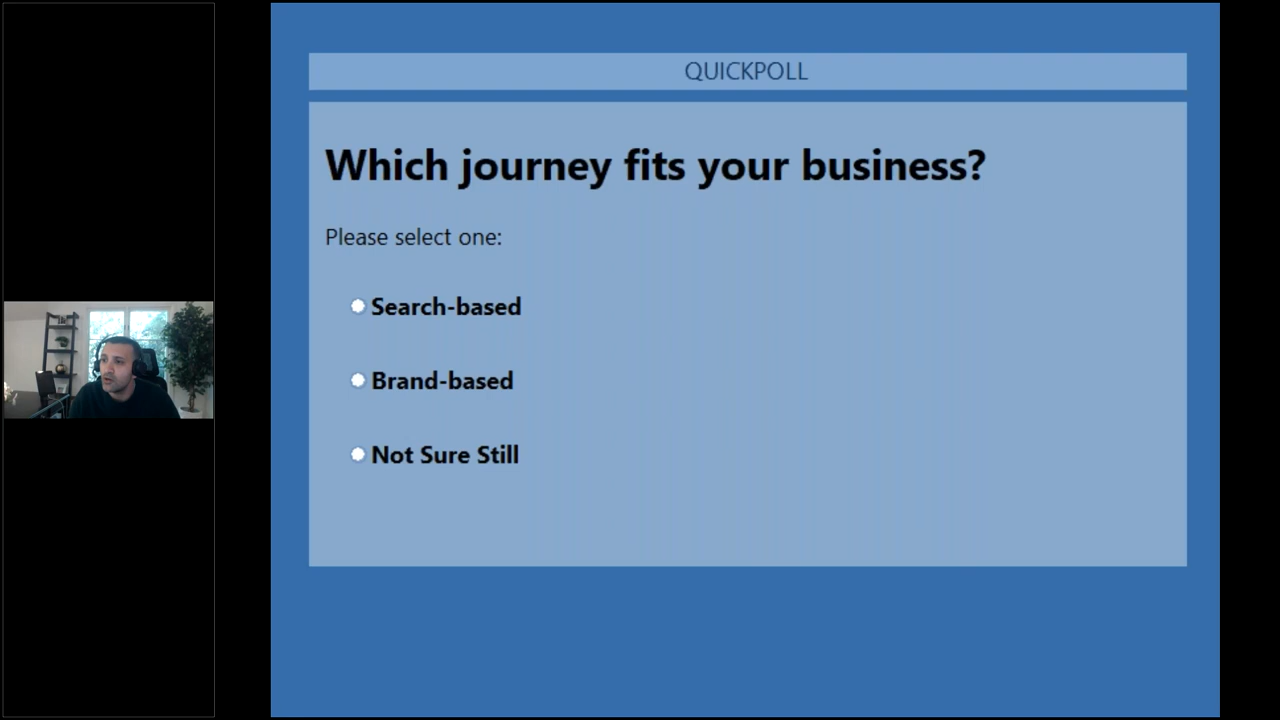 QUICKPOLL
Which journey fits your business?
Please select one:
Search-based
Brand-based
Not Sure Still